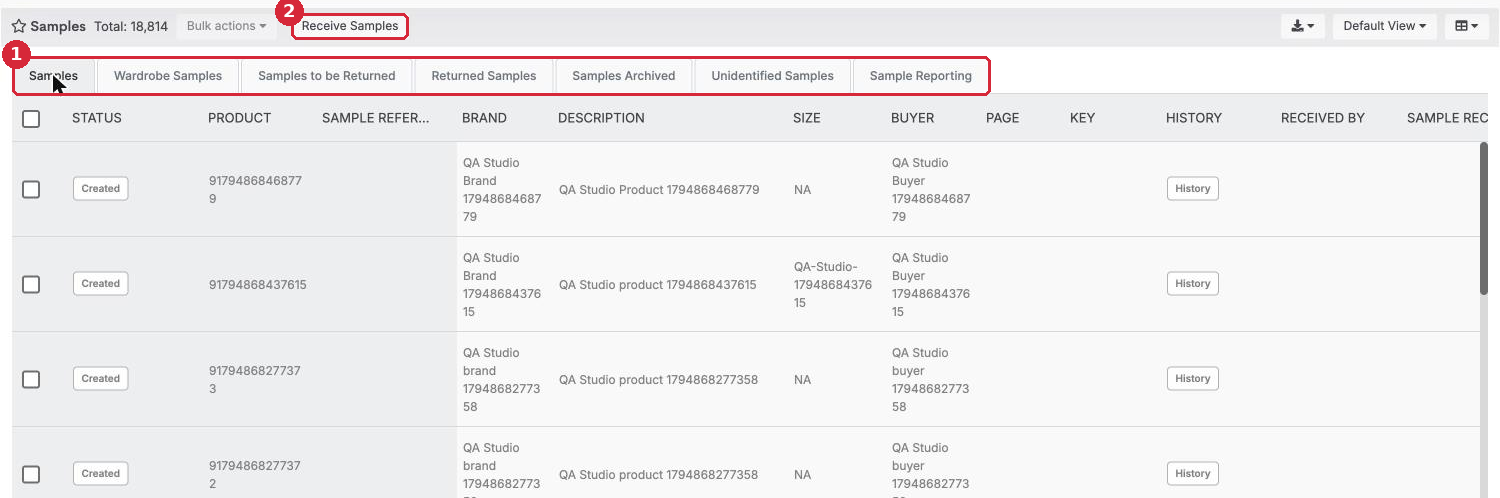 2
Samples Total: 18,814 Bulk actions Receive Samples Default View
1
Samples Wardrobe Samples Samples to be Returned Returned Samples Samples Archived Unidentified Samples Sample Reporting
STATUS PRODUCT SAMPLE REFER... BRAND DESCRIPTION SIZE BUYER PAGE KEY HISTORY RECEIVED BY SAMPLE REC
QA Studio QA Studio
Brand Buyer
9179486846877
Created QA Studio Product 1794868468779 NA History
17948684687 17948684687
9
79 79
QA Studio QA Studio
QA-Studio-
Brand Buyer
Created 91794868437615 QA Studio product 1794868437615 17948684376 History
17948684376 17948684376
15
15 15
QA Studio QA Studio
brand buyer
9179486827737
Created QA Studio product 1794868277358 NA History
17948682773 17948682773
3
58 58
QA Studio QA Studio
brand buyer
9179486827737
Created QA Studio product 1794868277358 NA History
17948682773 17948682773
2